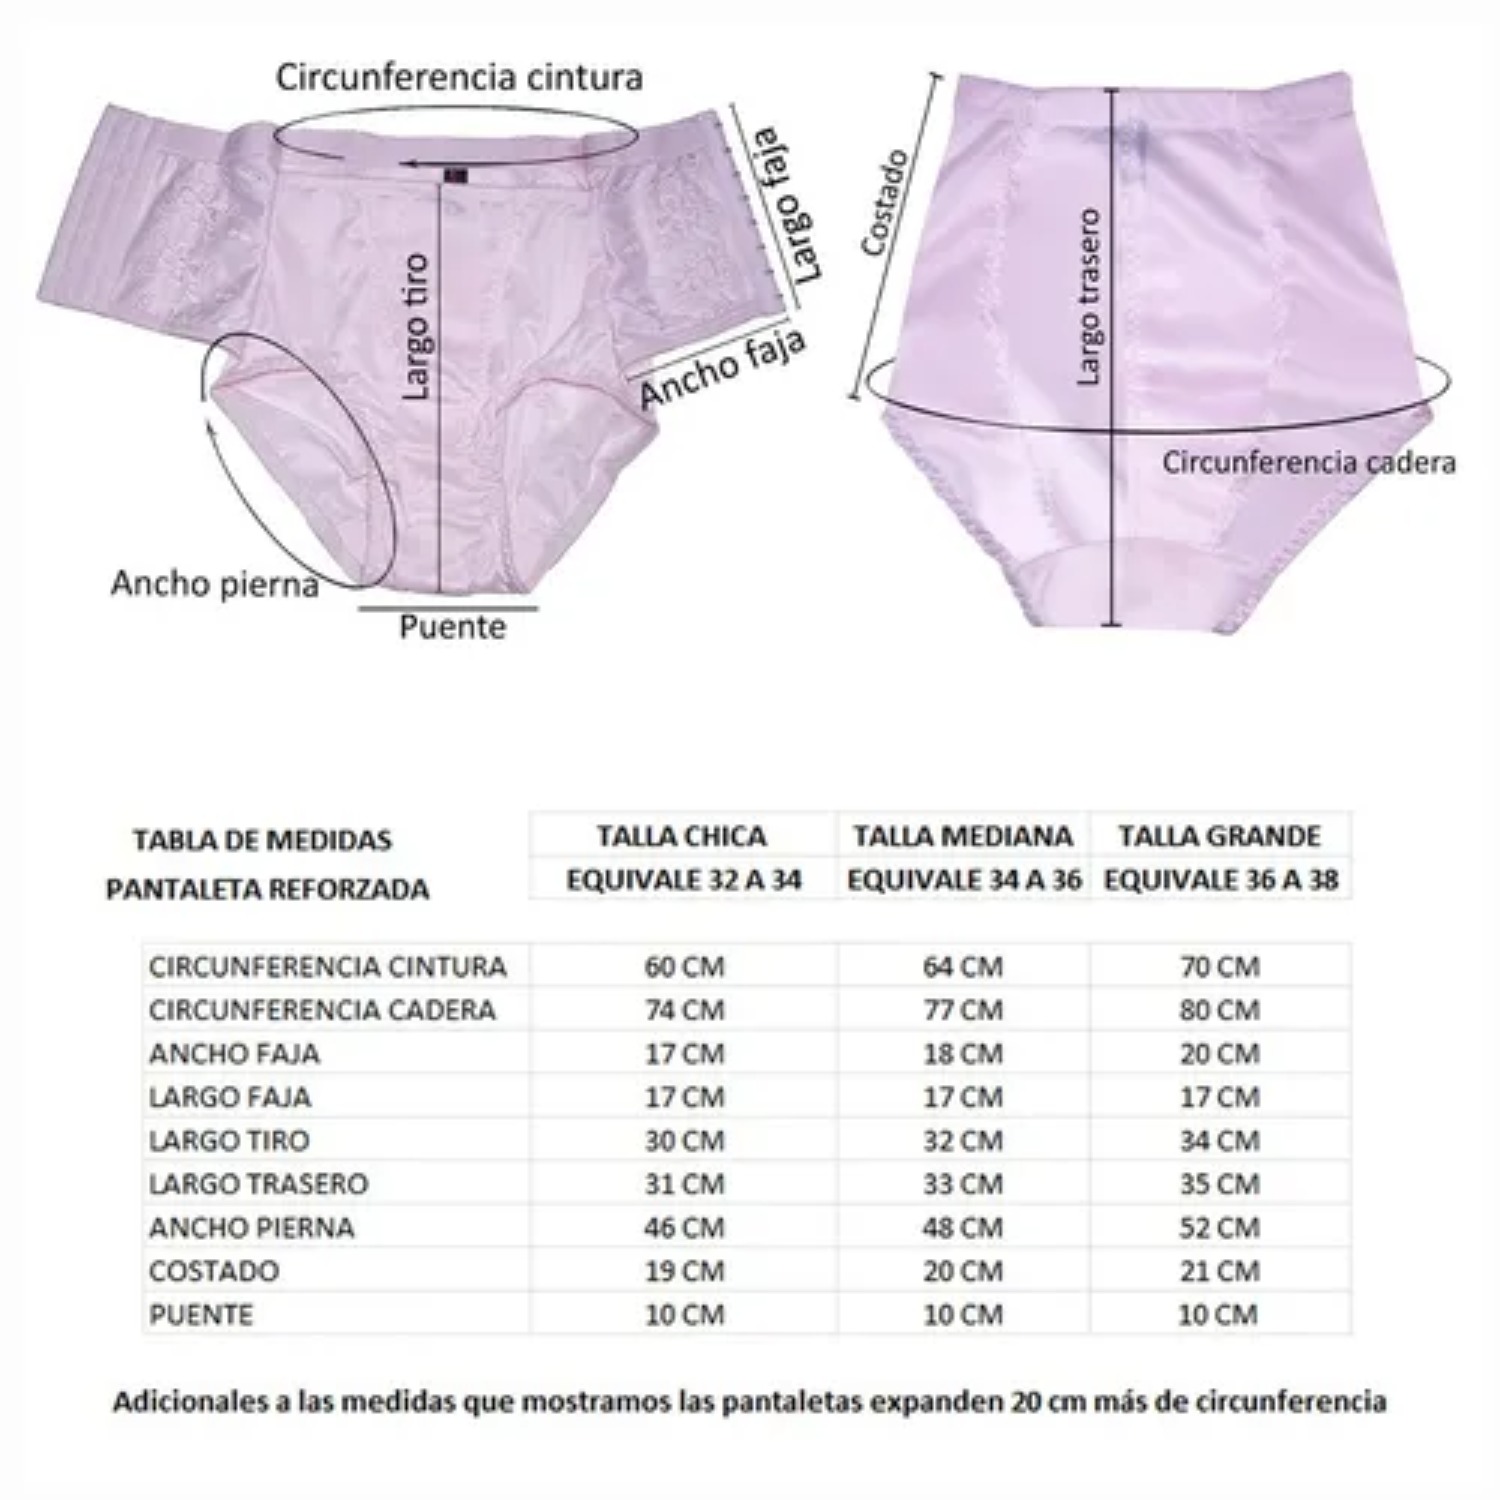 Circunferencia cintura
Largo faja
Largo tiro
Ancho faja
Ancho pierna
Puente
Costado
Largo trasero
Circunferencia cadera
TABLA DE MEDIDAS
PANTALETA REFORZADA
TALLA CHICA TALLA MEDIANA TALLA GRANDE
EQUIVALE 32 A 34 EQUIVALE 34 A 36 EQUIVALE 36 A 38
CIRCUNFERENCIA CINTURA 60 CM 64 CM 70 CM
CIRCUNFERENCIA CADERA 74 CM 77 CM 80 CM
ANCHO FAJA 17 CM 18 CM 20 CM
LARGO FAJA 17 CM 17 CM 17 CM
LARGO TIRO 30 CM 32 CM 34 CM
LARGO TRASERO 31 CM 33 CM 35 CM
ANCHO PIERNA 46 CM 48 CM 52 CM
COSTADO 19 CM 20 CM 21 CM
PUENTE 10 CM 10 CM 10 CM
Adicionales a las medidas que mostramos las pantaletas expanden 20 cm más de circunferencia